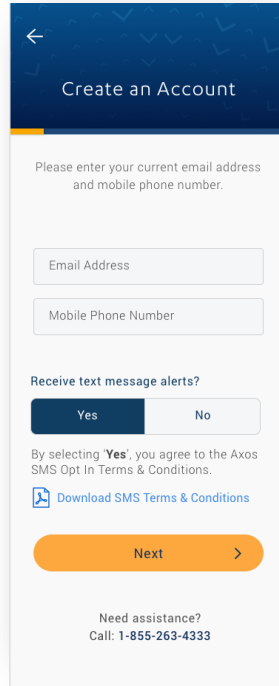 Create an Account
Please enter your current email address
and mobile phone number.
Email Address
Mobile Phone Number
Receive text message alerts?
Yes
No
By selecting 'Yes', you agree to the Axos
SMS Opt In Terms & Conditions.
Download SMS Terms & Conditions
Next
Need assistance?
Call: 1-855-263-4333